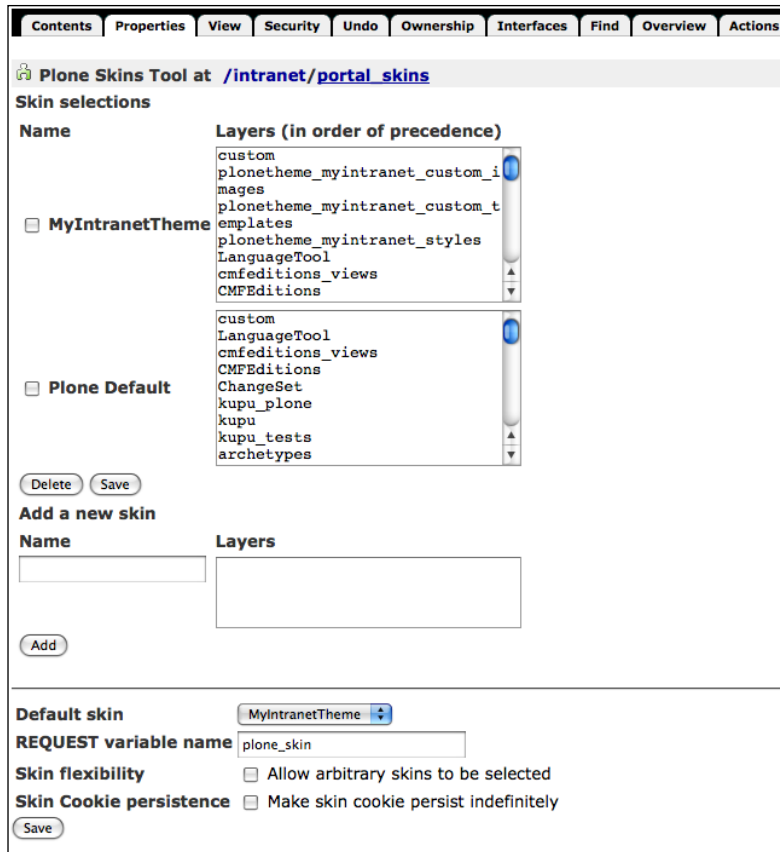 Contents Properties View Security Undo Ownership Interfaces Find Overview Actions
Plone Skins Tool at /intranet/portal_skins
Skin selections
Name Layers (in order of precedence)
MyIntranetTheme
custom
plonetheme_myintranet_custom_i
mages
plonetheme_myintranet_custom_t
emplates
plonetheme_myintranet_styles
LanguageTool
cmfeditions_views
CMFEditions
Plone Default
custom
LanguageTool
cmfeditions_views
CMFEditions
ChangeSet
kupu_plone
kupu
kupu_tests
archetypes
Delete Save
Add a new skin
Name Layers
Add
Default skin MyIntranetTheme
REQUEST variable name plone_skin
Skin flexibility Allow arbitrary skins to be selected
Skin Cookie persistence Make skin cookie persist indefinitely
Save